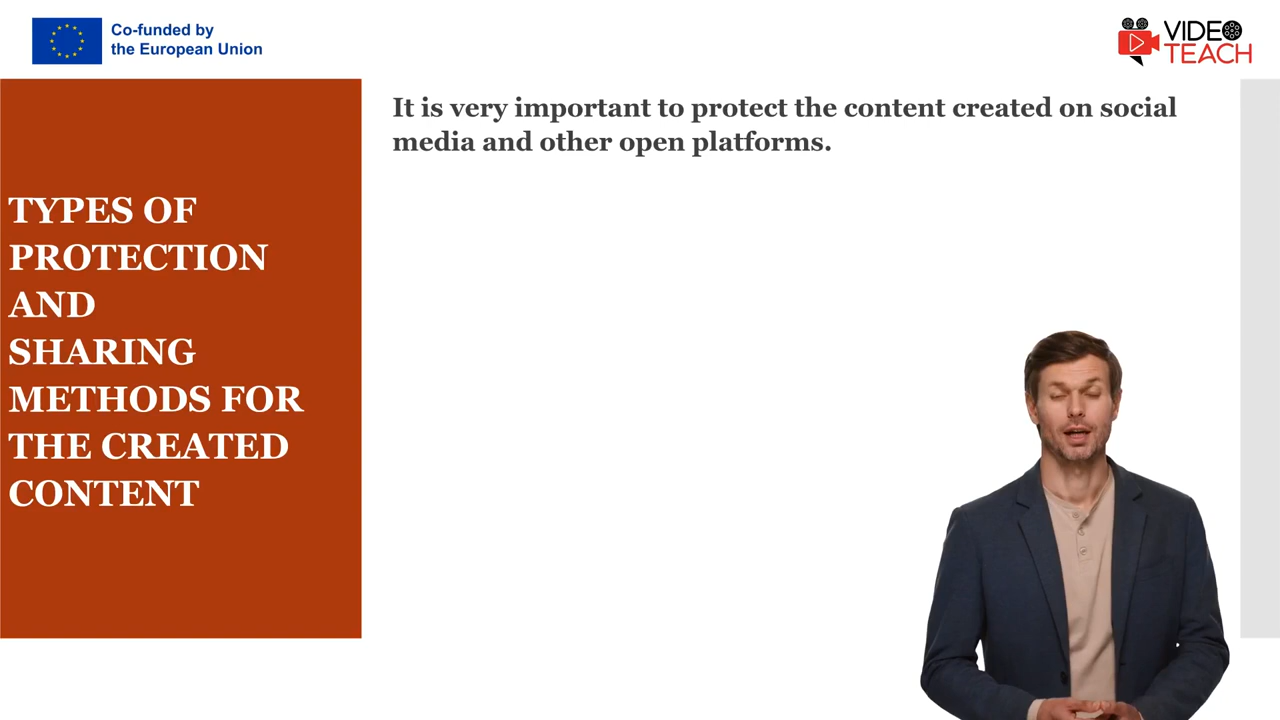 Co-funded by
the European Union
VIDEO
TEACH
TYPES OF
PROTECTION
AND
SHARING
METHODS FOR
THE CREATED
CONTENT
It is very important to protect the content created on social
media and other open platforms.